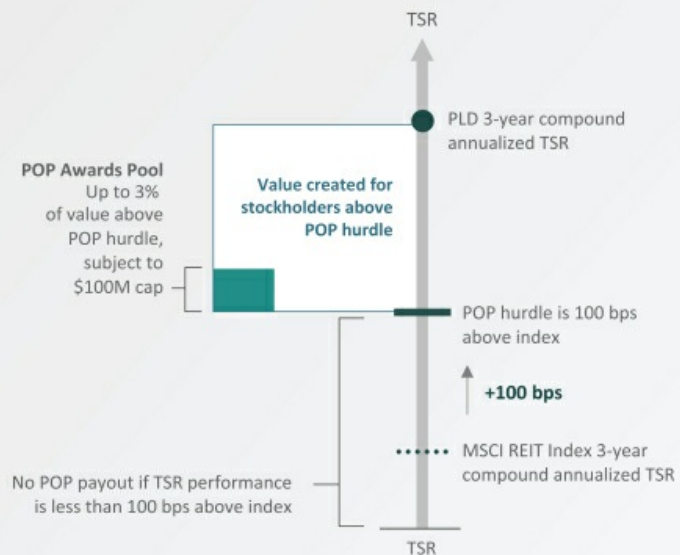 TSR
PLD 3-year compound
annualized TSR
POP Awards Pool
Up to 3%
of value above
POP hurdle,
subject to
$100M cap
Value created for
stockholders above
POP hurdle
POP hurdle is 100 bps
above index
+100 bps
MSCI REIT Index 3-year
compound annualized TSR
No POP payout if TSR performance
is less than 100 bps above index
TSR